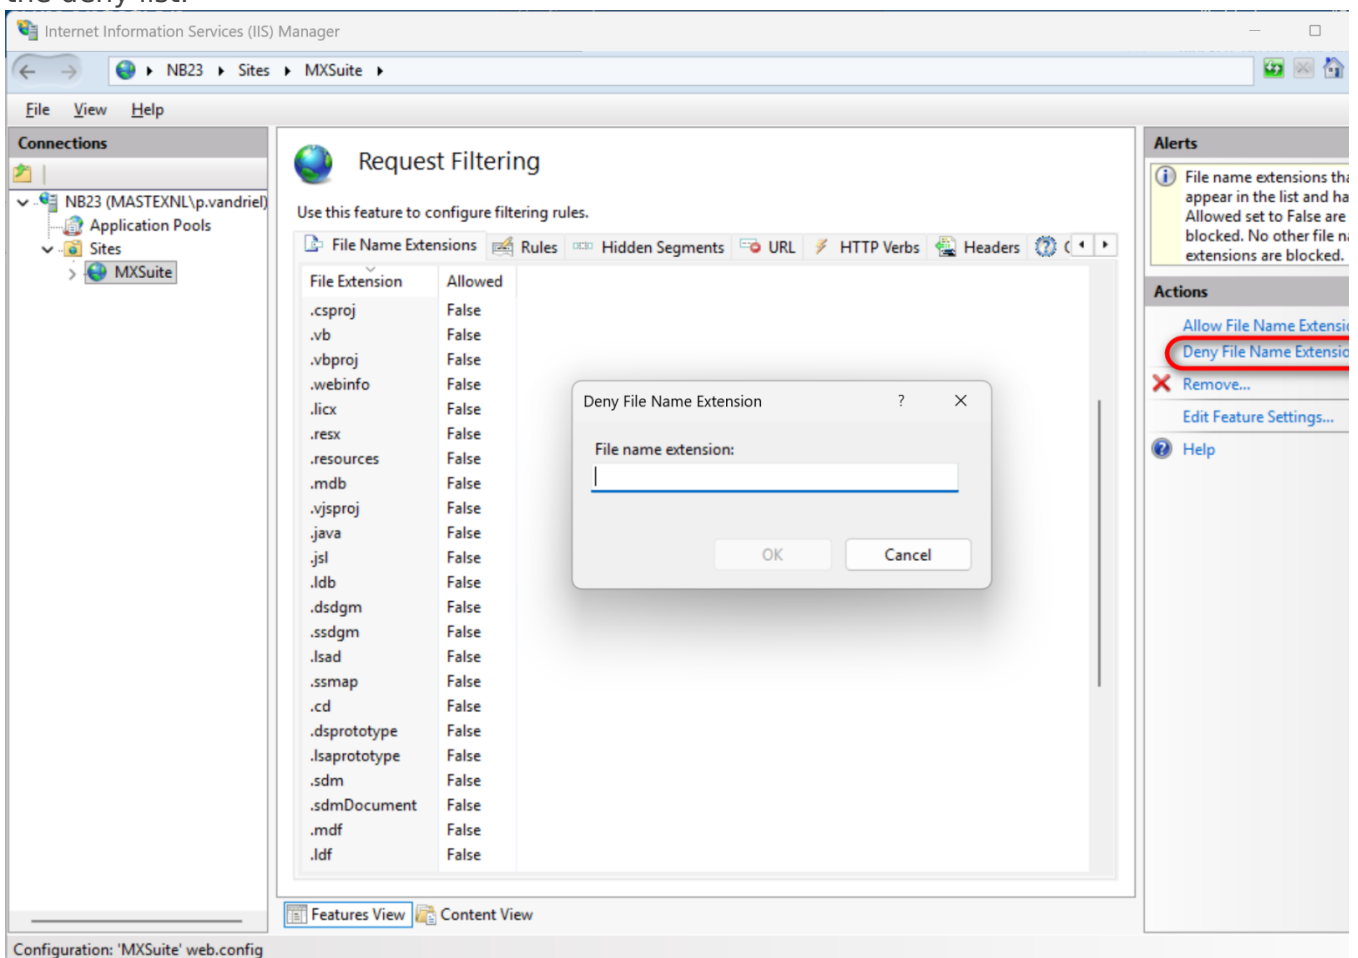 the deny list.
Internet Information Services (IIS) Manager
NB23 Sites MXSuite
File View Help
Connections
NB23 (MASTEXNL\p.vandriel)
Application Pools
Sites
MXSuite
Request Filtering
Use this feature to configure filtering rules.
File Name Extensions Rules Hidden Segments URL HTTP Verbs Headers
File Extension Allowed
.csproj False
.vb False
.vbproj False
.webinfo False
.licx False
.resx False
.resources False
.mdb False
.vjsproj False
.java False
.jsl False
.ldb False
.dsdgm False
.ssdgm False
.lsad False
.ssmap False
.cd False
.dsprototype False
.lsaprototype False
.sdm False
.sdmDocument False
.mdf False
.ldf False
Deny File Name Extension ?
File name extension:
OK Cancel
Features View Content View
Configuration: 'MXSuite' web.config
Alerts
File name extensions tha
appear in the list and ha
Allowed set to False are
blocked. No other file na
extensions are blocked.
Actions
Allow File Name Extensio
Deny File Name Extensio
Remove...
Edit Feature Settings...
Help